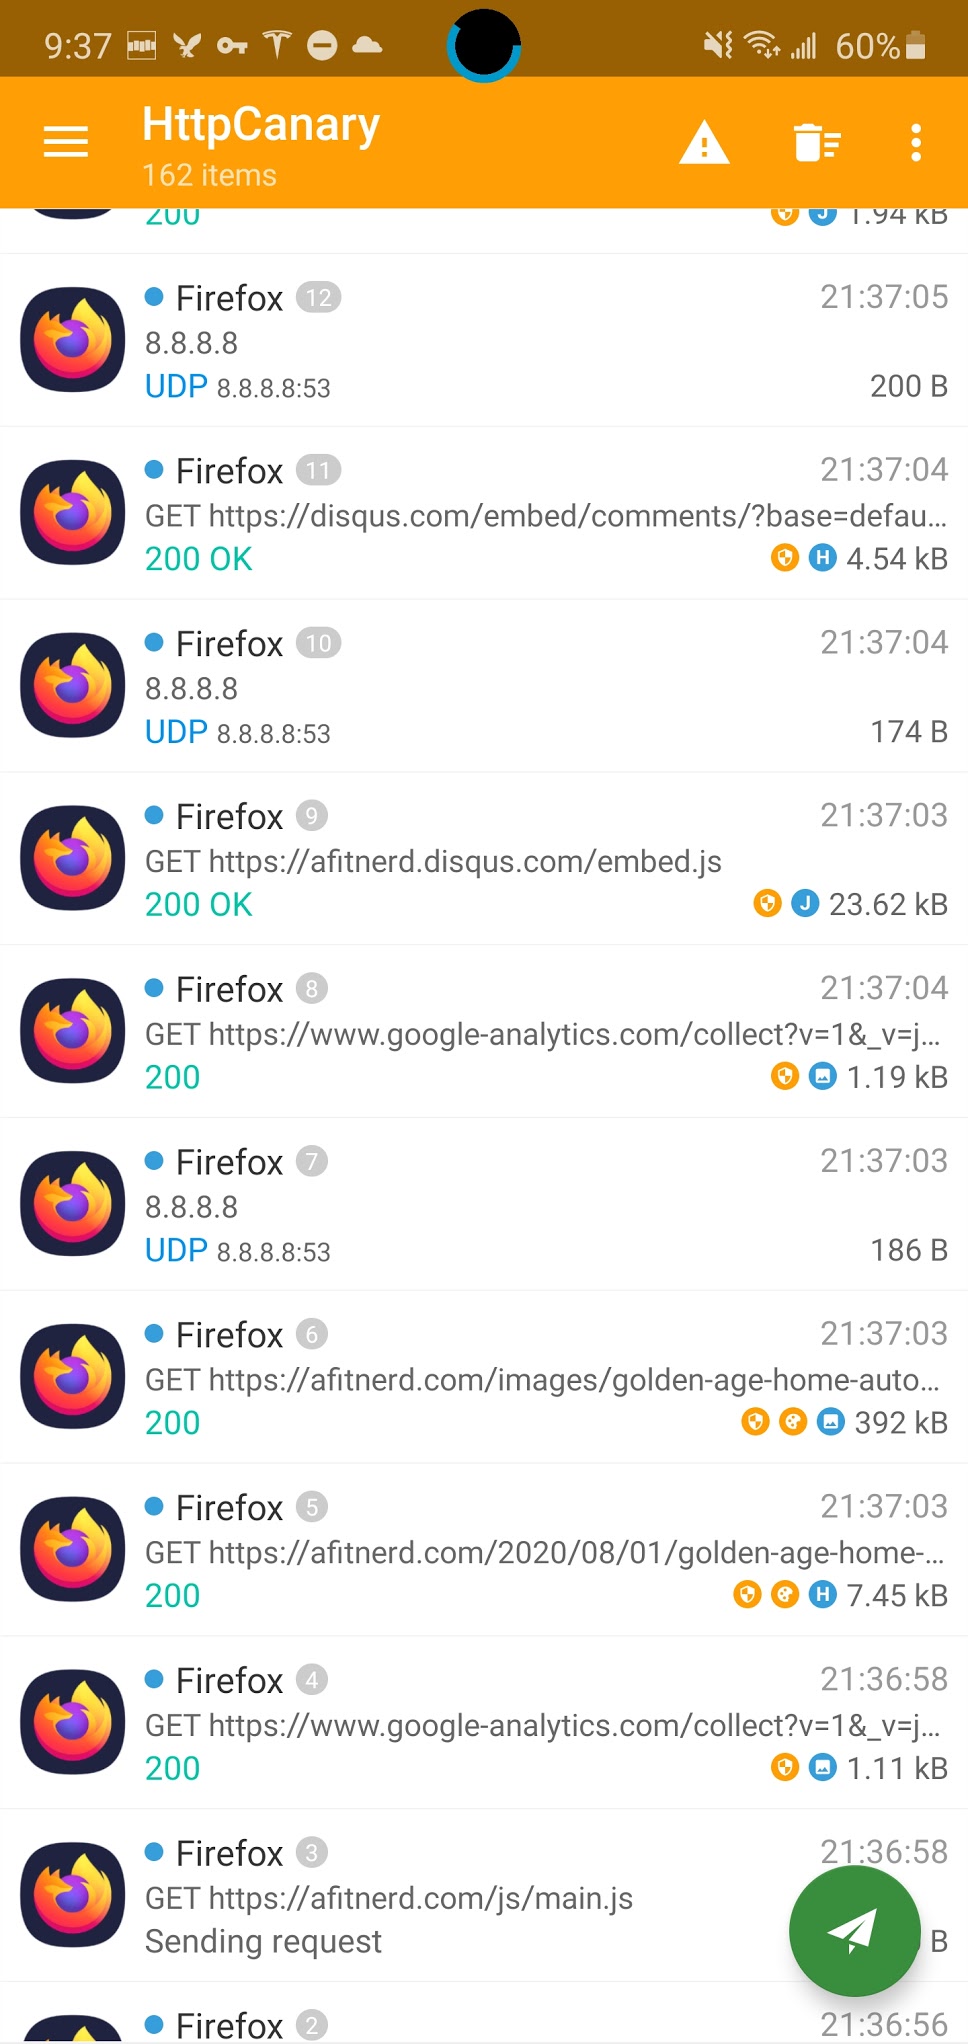 9:37
60%
HttpCanary
162 items
200
1.94 kB
Firefox 12 21:37:05
8.8.8.8
UDP 8.8.8.8:53 200 B
Firefox 11 21:37:04
GET https://disqus.com/embed/comments/?base=defau...
200 OK H 4.54 kB
Firefox 10 21:37:04
8.8.8.8
UDP 8.8.8.8:53 174 B
Firefox 9 21:37:03
GET https://afitnerd.disqus.com/embed.js
200 OK J 23.62 kB
Firefox 8 21:37:04
GET https://www.google-analytics.com/collect?v=1&_v=j...
200 1.19 kB
Firefox 7 21:37:03
8.8.8.8
UDP 8.8.8.8:53 186 B
Firefox 6 21:37:03
GET https://afitnerd.com/images/golden-age-home-auto...
200 392 kB
Firefox 5 21:37:03
GET https://afitnerd.com/2020/08/01/golden-age-home-...
200 H 7.45 kB
Firefox 4 21:36:58
GET https://www.google-analytics.com/collect?v=1&_v=j...
200 1.11 kB
Firefox 3 21:36:58
GET https://afitnerd.com/js/main.js
Sending request B
Firefox 2 21:36:56